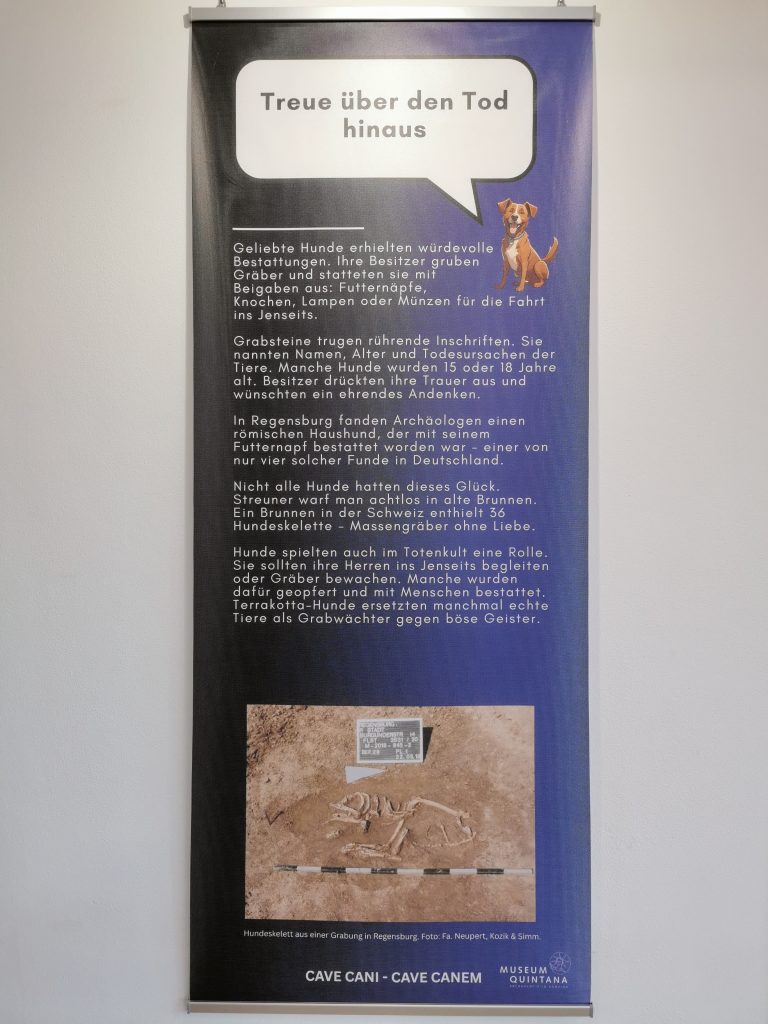 Treue über den Tod
hinaus
Geliebte Hunde erhielten würdevolle
Bestattungen. Ihre Besitzer gruben
Gräber und statteten sie mit
Beigaben aus: Futternäpfe,
Knochen, Lampen oder Münzen für die Fahrt
ins Jenseits.
Grabsteine trugen rührende Inschriften. Sie
nannten Namen, Alter und Todesursachen der
Tiere. Manche Hunde wurden 15 oder 18 Jahre
alt. Besitzer drückten ihre Trauer aus und
wünschten ein ehrendes Andenken.
In Regensburg fanden Archäologen einen
römischen Haushund, der mit seinem
Futternapf bestattet worden war – einer von
nur vier solcher Funde in Deutschland.
Nicht alle Hunde hatten dieses Glück.
Streuner warf man achtlos in alte Brunnen.
Ein Brunnen in der Schweiz enthielt 36
Hundeskelette – Massengräber ohne Liebe.
Hunde spielten auch im Totenkult eine Rolle.
Sie sollten ihre Herren ins Jenseits begleiten
oder Gräber bewachen. Manche wurden
dafür geopfert und mit Menschen bestattet.
Terrakotta-Hunde ersetzten manchmal echte
Tiere als Grabwächter gegen böse Geister.
REGENSBURG
STADT
BURGUNDERSTR 14
Hundeskelett aus einer Grabung in Regensburg. Foto: Fa. Neupert, Kozik & Simm.
CAVE CANI - CAVE CANEM
MUSEUM
QUINTANA